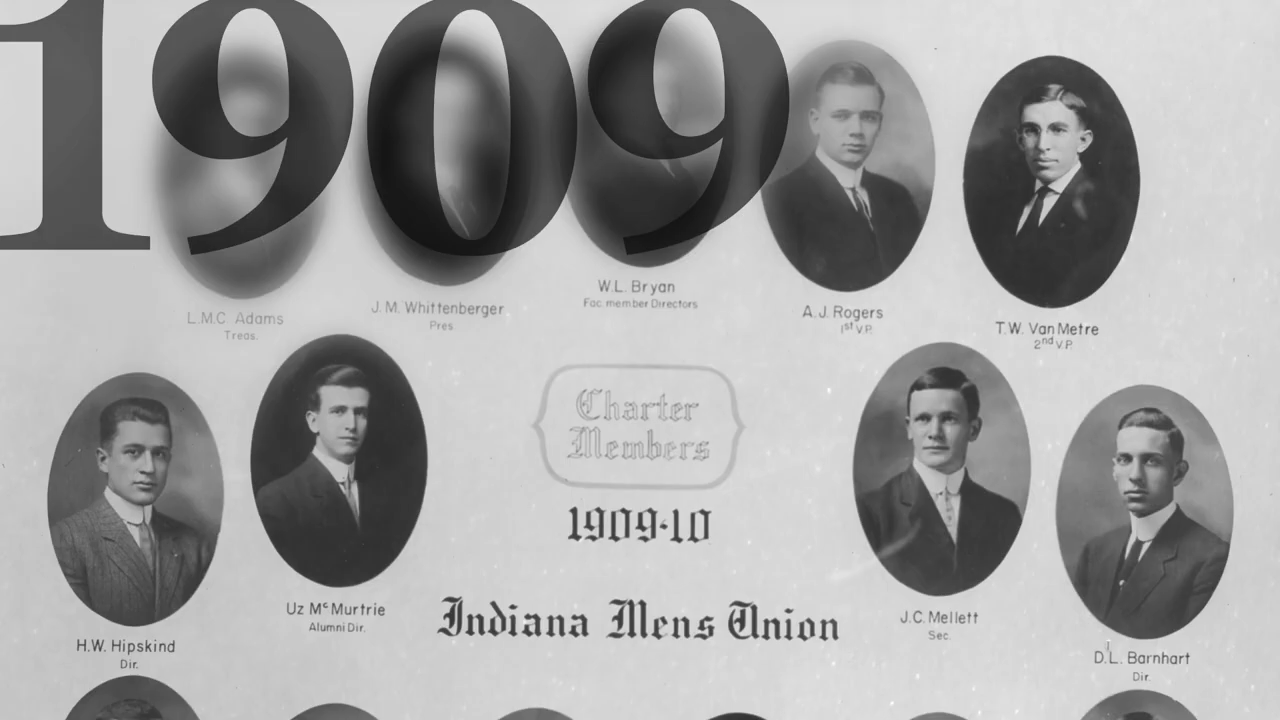 1909
L.M.C. Adams
Treas.
J. M. Whittenberger
Pres.
W.L. Bryan
Fac. member Directors
A.J. Rogers
1st V.P.
T.W. Van Metre
2nd V.P.
Charter
Members
1909-10
Indiana Mens Union
H.W. Hipskind
Dir.
Uz McMurtrie
Alumni Dir.
J.C. Mellett
Sec.
D.L. Barnhart
Dir.